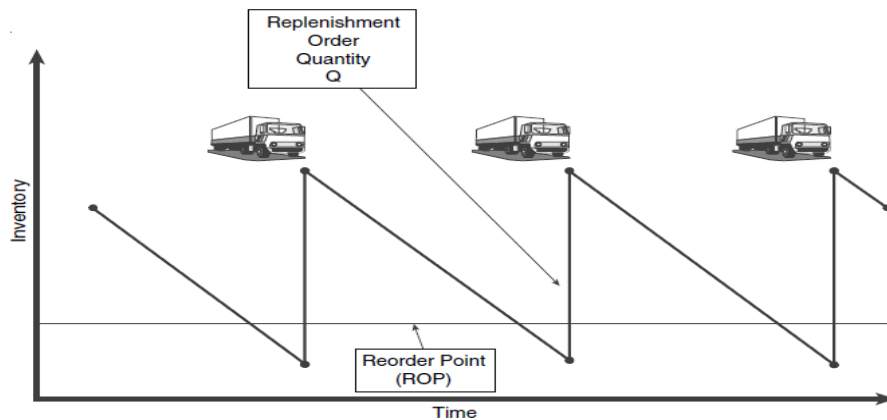 Replenishment
Order
Quantity
Q
Inventory
Reorder Point
(ROP)
Time